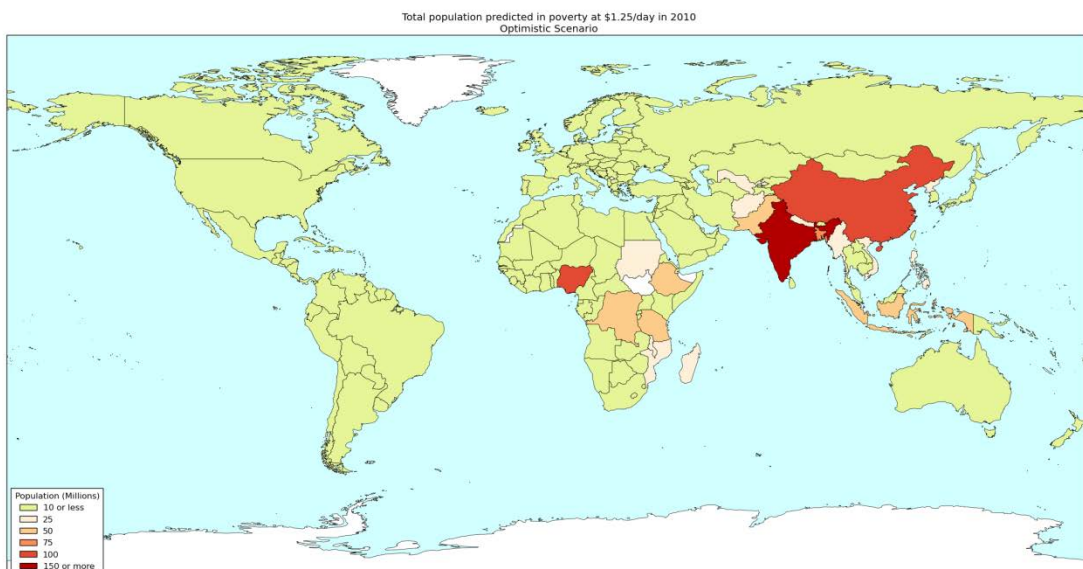 Total population predicted in poverty at $1.25/day in 2010
Optimistic Scenario
Population (Millions)
10 or less
25
50
75
100
150 or more